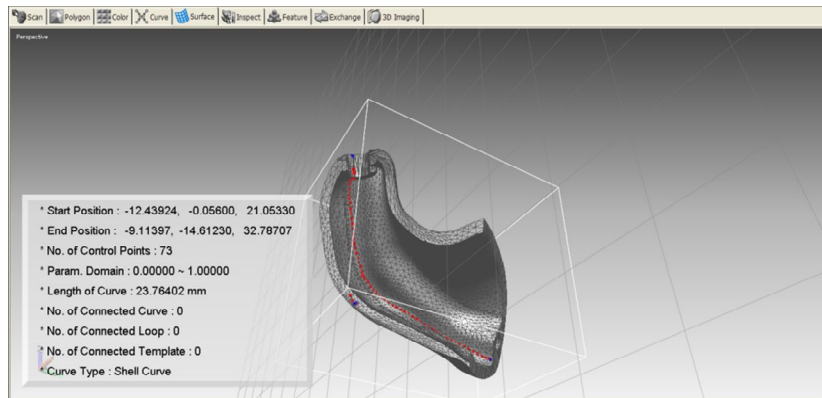 Scan Polygon Color Curve Surface Inspect Feature Exchange 3D Imaging
Perspective
* Start Position : -12.43924, -0.05600, 21.05330
* End Position : -9.11397, -14.61230, 32.78707
* No. of Control Points : 73
* Param. Domain : 0.00000 ~ 1.00000
* Length of Curve : 23.76402 mm
* No. of Connected Curve : 0
* No. of Connected Loop : 0
* No. of Connected Template : 0
* Curve Type : Shell Curve